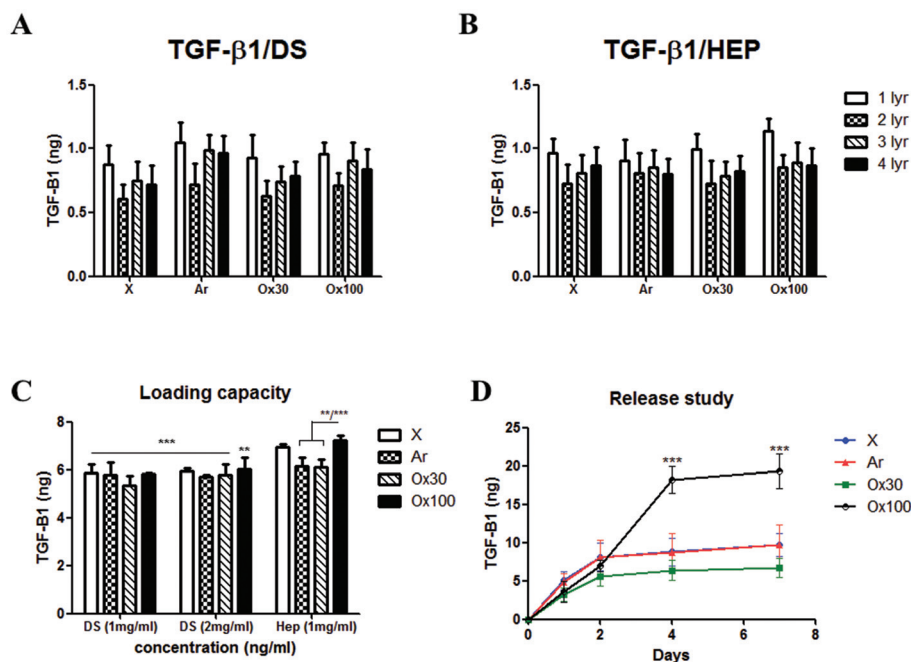 A
TGF-β1/DS
TGF-B1 (ng)
1.5
1.0
0.5
0.0
X Ar Ox30 Ox100
B
TGF-β1/HEP
TGF-B1 (ng)
1.5
1.0
0.5
0.0
X Ar Ox30 Ox100
1 lyr
2 lyr
3 lyr
4 lyr
C
Loading capacity
TGF-B1 (ng)
8
6
4
2
0
***
**
**/***
DS (1mg/ml) DS (2mg/ml) Hep (1mg/ml)
concentration (ng/ml)
X
Ar
Ox30
Ox100
D
Release study
TGF-B1 (ng)
25
20
15
10
5
0
***
***
0 2 4 6 8
Days
X
Ar
Ox30
Ox100